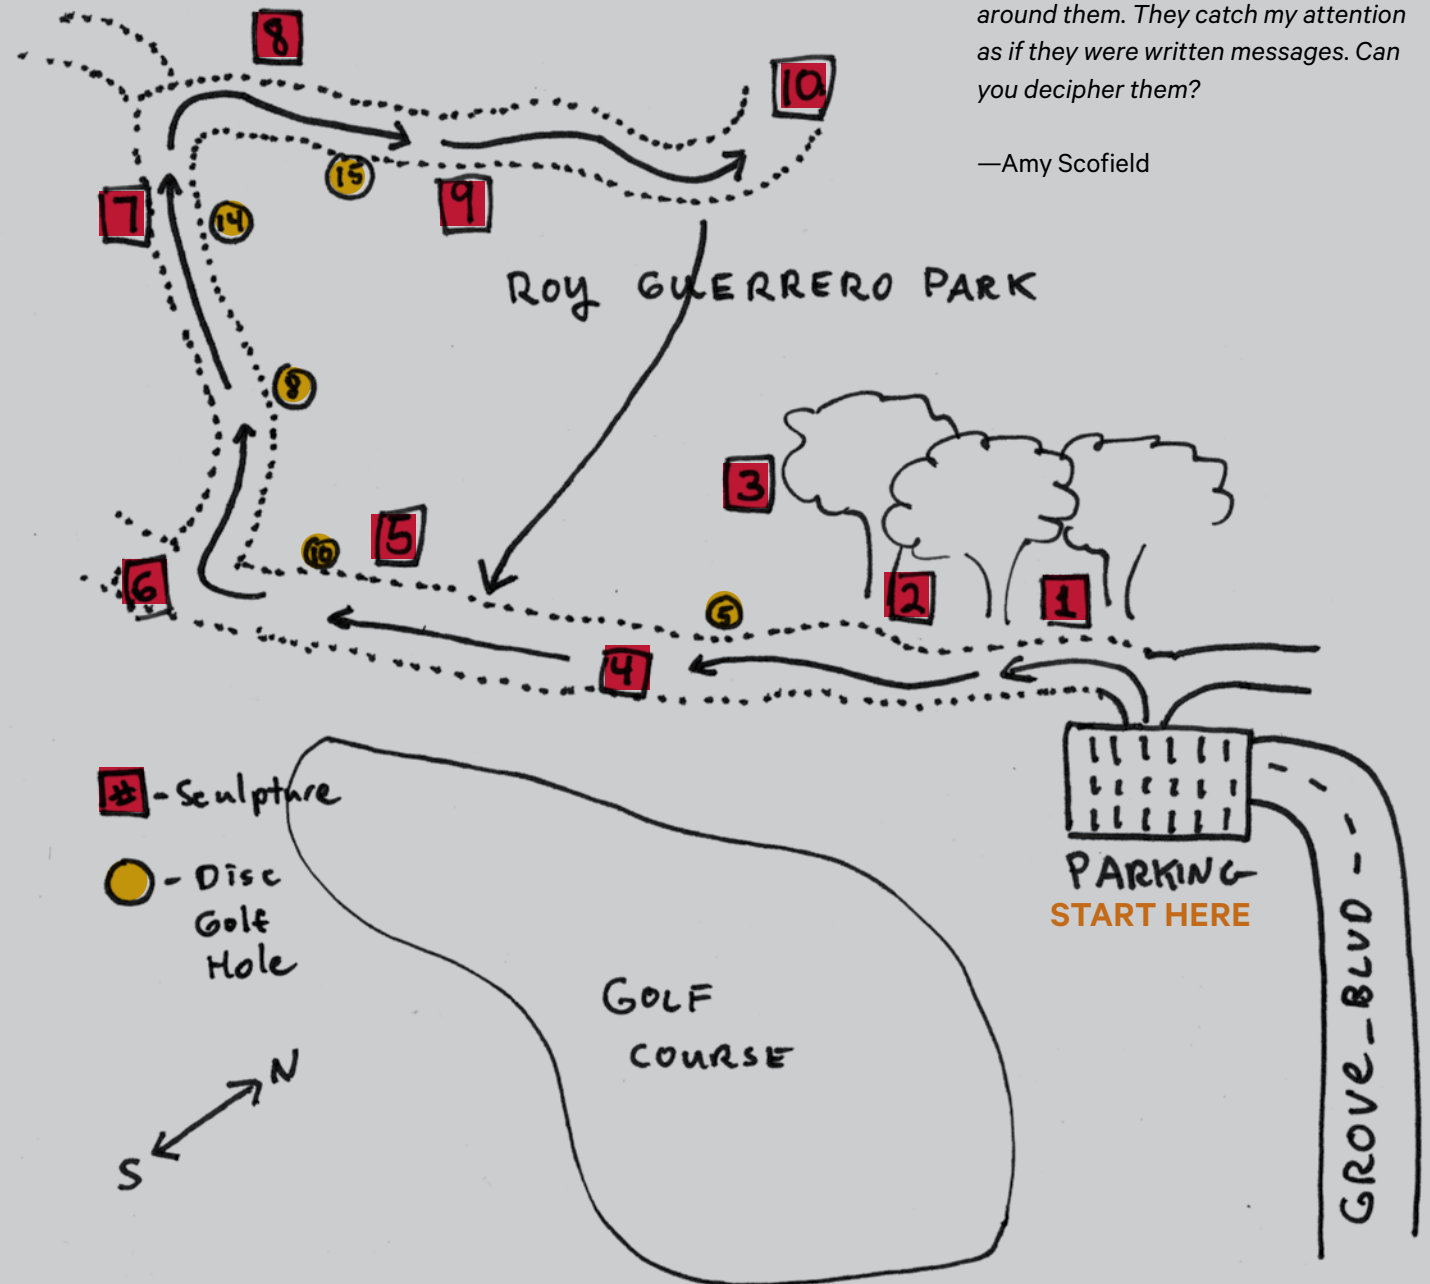 around them. They catch my attention
as if they were written messages. Can
you decipher them?
—Amy Scofield
8
10
15
9
7
14
ROY GUERRERO PARK
8
3
5
10
6
2
1
5
4
# - Sculpture
PARKING
START HERE
- Disc
Golf
Hole
GOLF
COURSE
GROVE BLVD
N
S